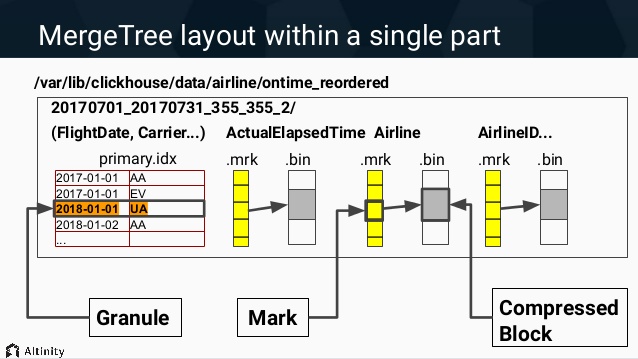 MergeTree layout within a single part
/var/lib/clickhouse/data/airline/ontime_reordered
20170701_20170731_355_355_2/
(FlightDate, Carrier...) ActualElapsedTime Airline AirlineID...
primary.idx .mrk .bin .mrk .bin .mrk .bin
2017-01-01 AA
2017-01-01 EV
2018-01-01 UA
2018-01-02 AA
...
Granule
Mark
Compressed
Block
Altinity